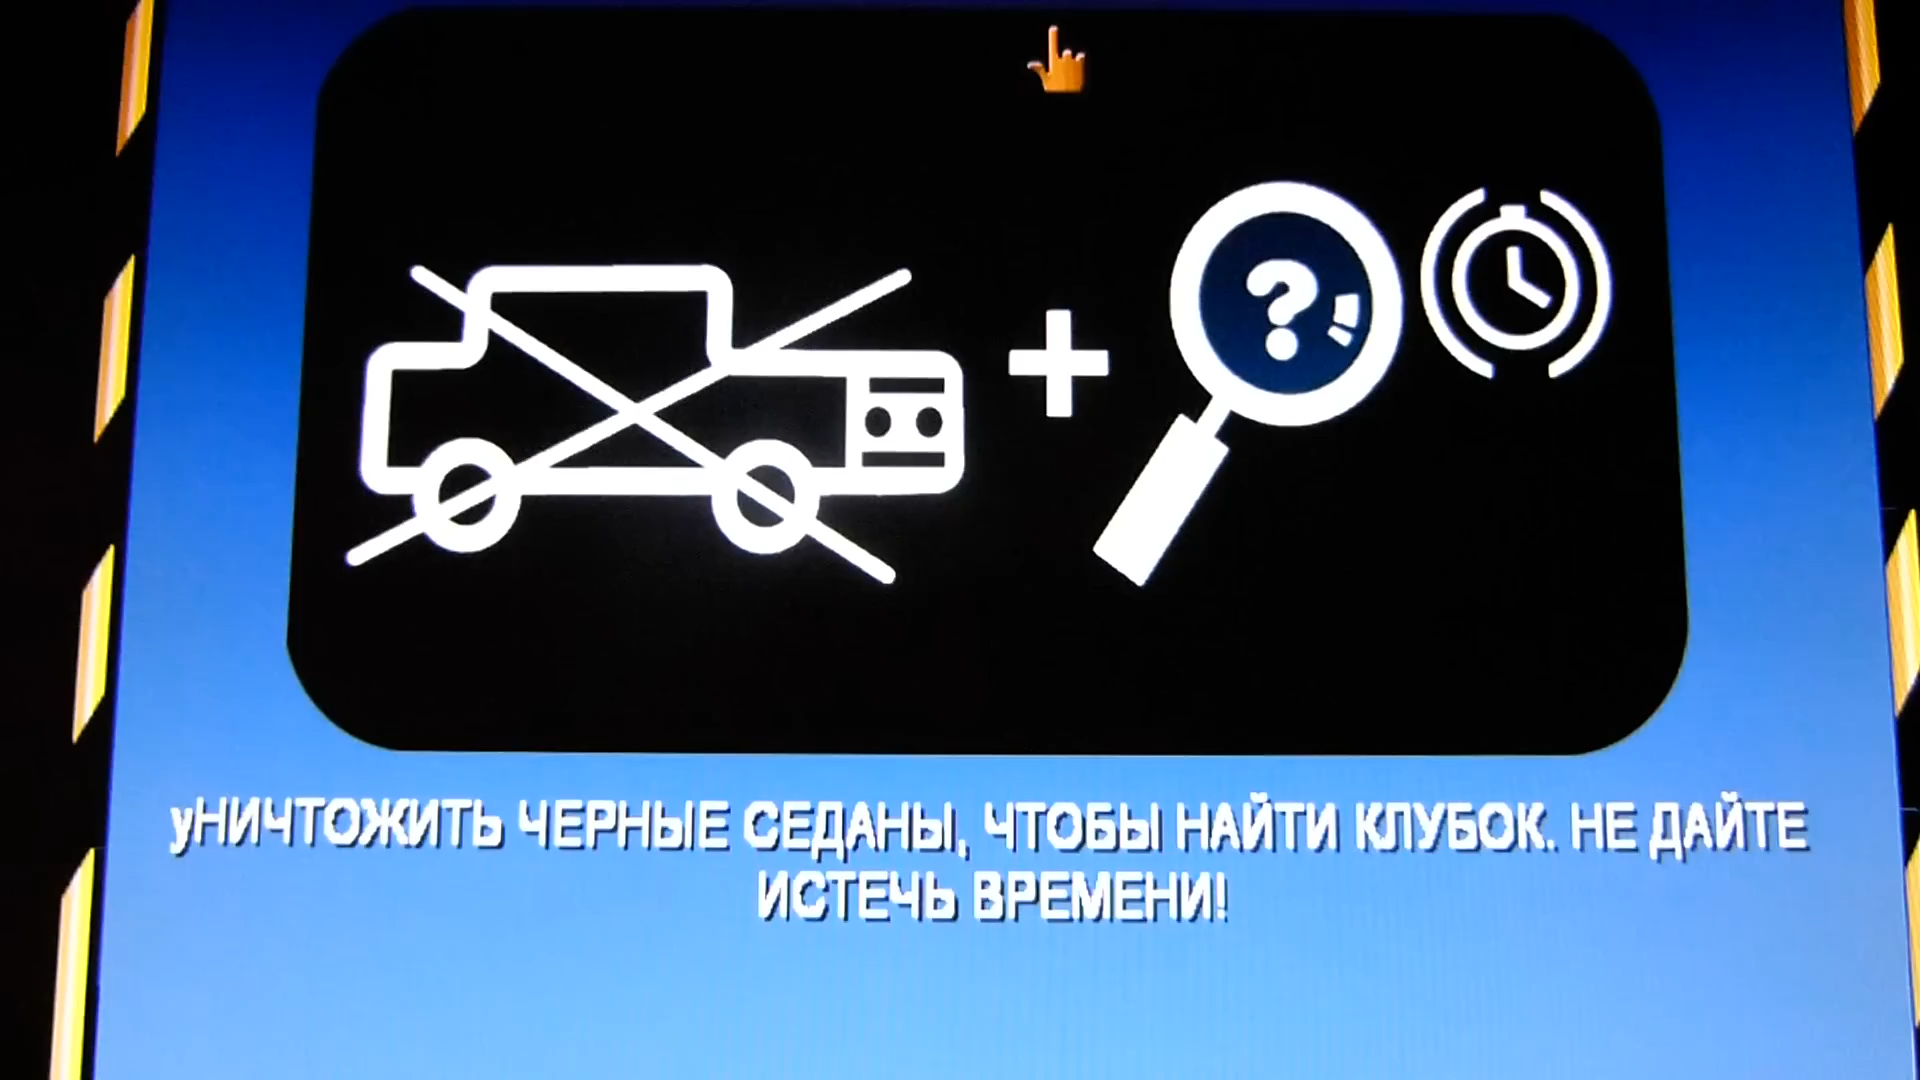 ?
уНИЧТОЖИТЬ ЧЕРНЫЕ СЕДАНЫ, ЧТОБЫ НАЙТИ КЛУБОК. НЕ ДАЙТЕ
ИСТЕЧЬ ВРЕМЕНИ!